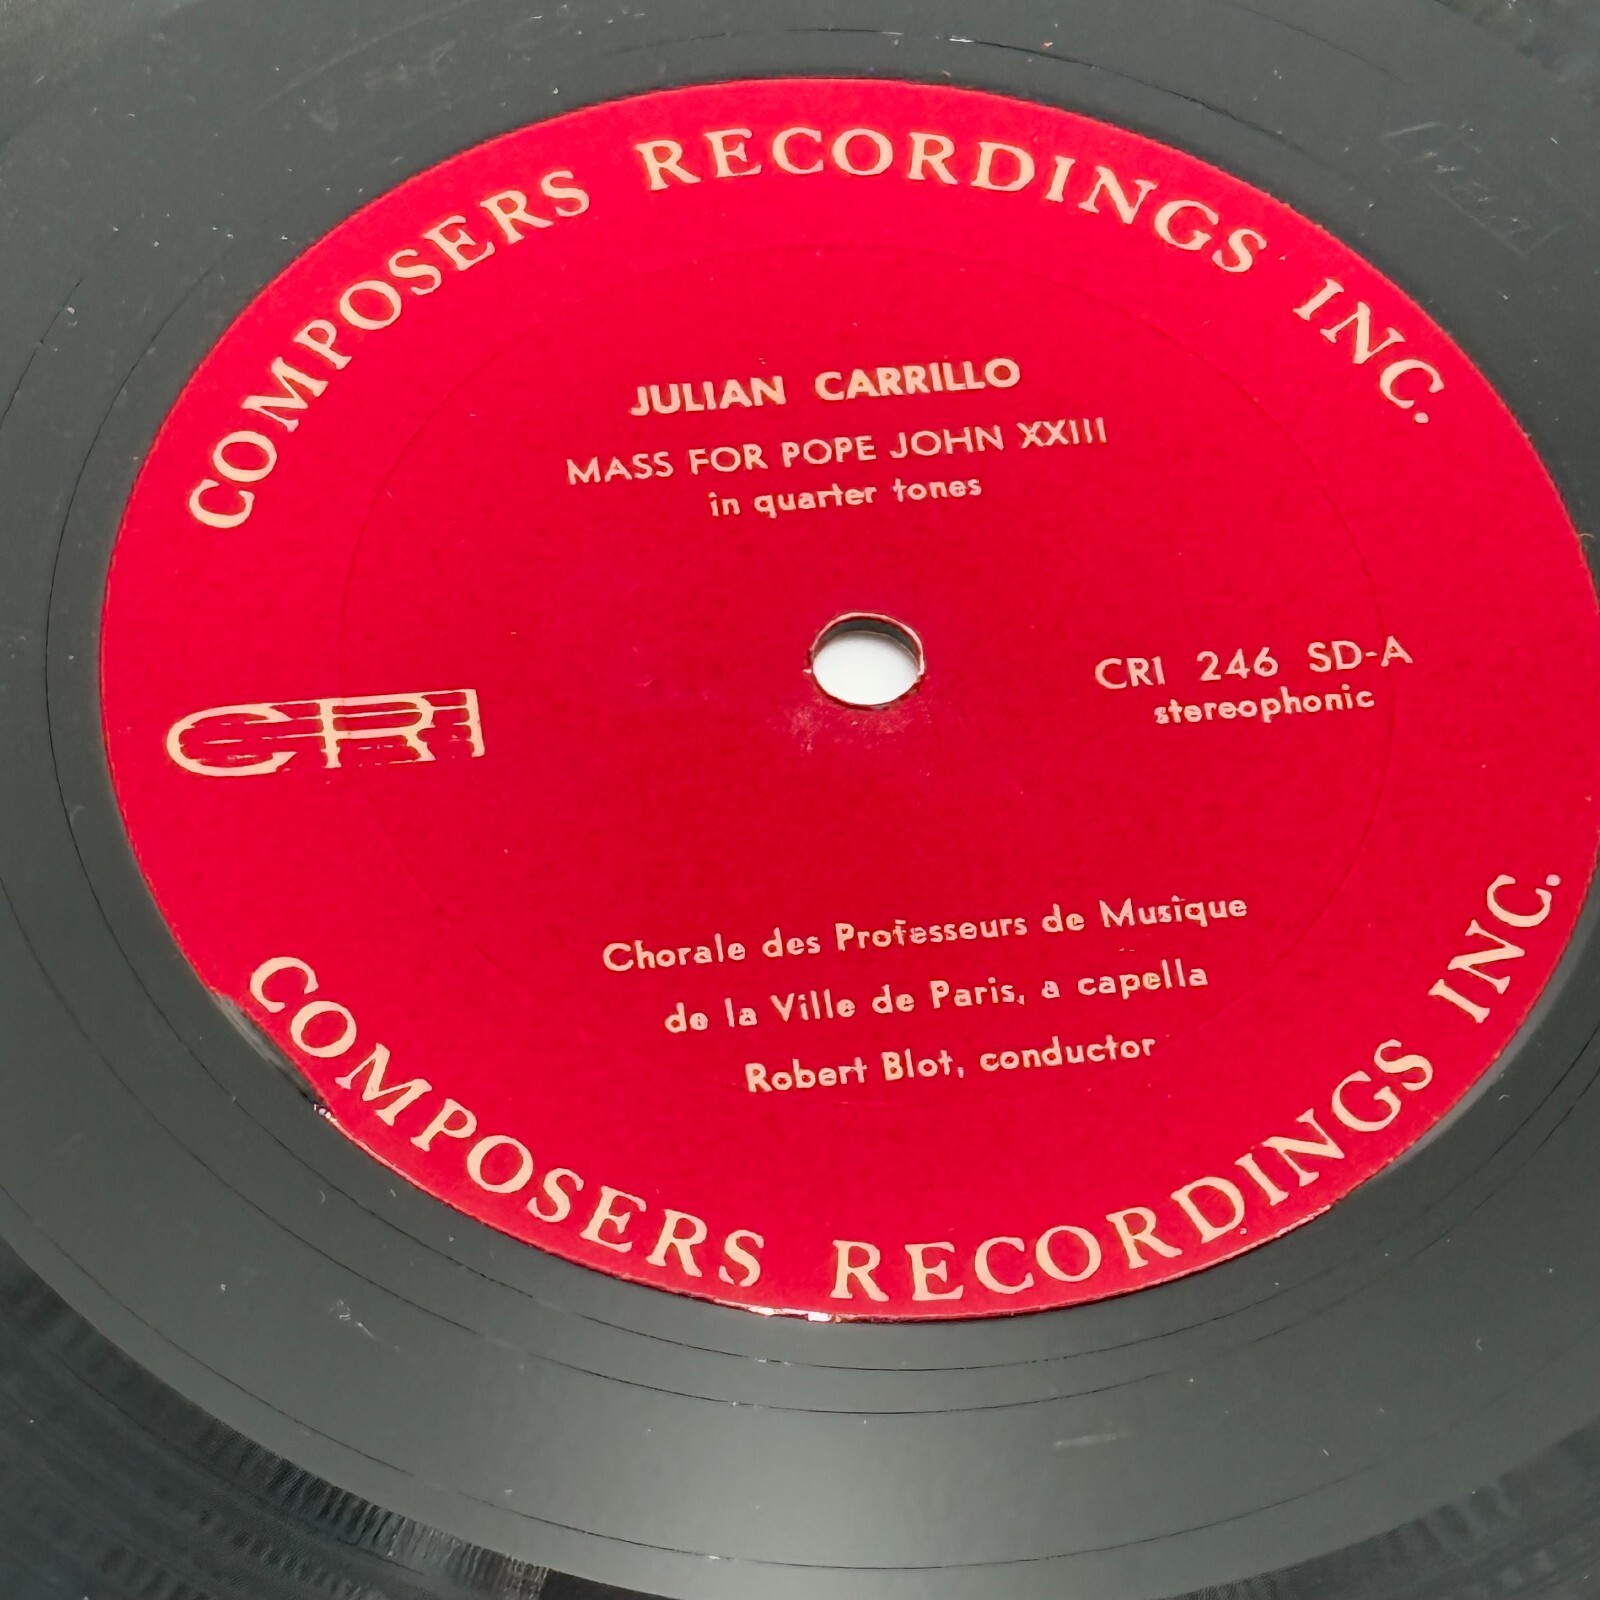 COMPOSERS RECORDINGS INC.
JULIAN CARRILLO
MASS FOR POPE JOHN XXIII
in quarter tones
CRI 246 SD-A
stereophonic
CRI
Chorale des Professeurs de Musique
de la Ville de Paris, a capella
Robert Blot, conductor
COMPOSERS RECORDINGS INC.